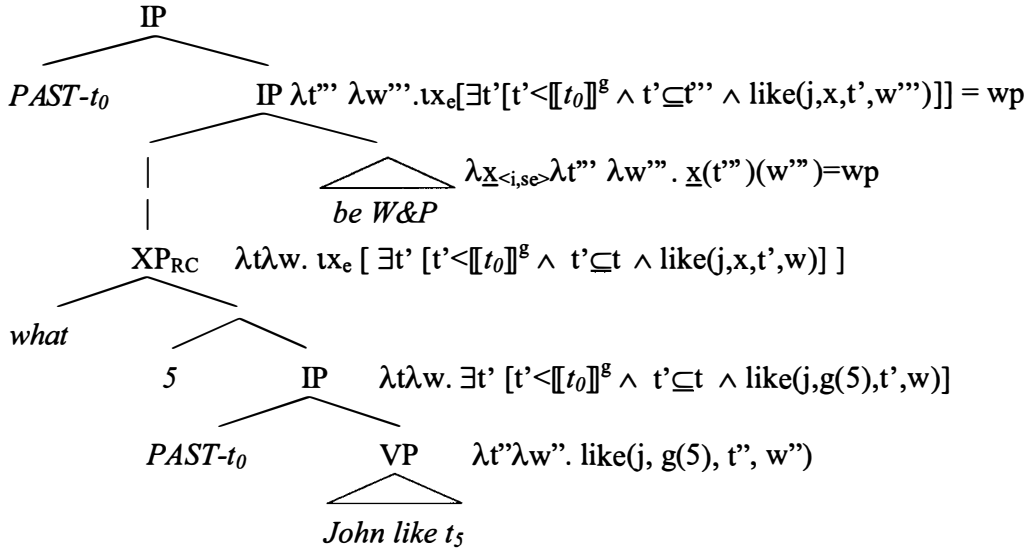 IP
PAST-t₀ IP λt’’’ λw’’’.ιxₑ[∃t’[t’<⟦t₀⟧ᵍ ∧ t’⊆t’’’ ∧ like(j,x,t’,w’’’)]] = wp
λx̲<i,se>λt’’’ λw’’’. x̲(t’’’)(w’’’)=wp
be W&P
XP_RC λtλw. ιxₑ [ ∃t’ [t’<⟦t₀⟧ᵍ ∧ t’⊆t ∧ like(j,x,t’,w)] ]
what
5 IP λtλw. ∃t’ [t’<⟦t₀⟧ᵍ ∧ t’⊆t ∧ like(j,g(5),t’,w)]
PAST-t₀ VP λt”λw”. like(j, g(5), t”, w”)
John like t₅